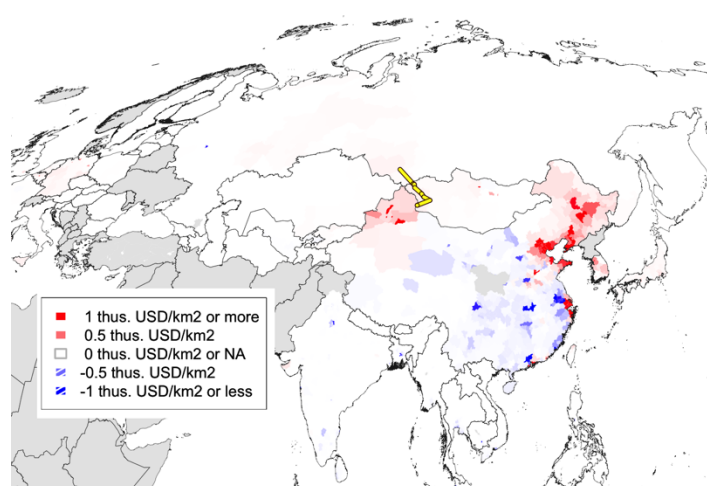 1 thus. USD/km2 or more
0.5 thus. USD/km2
0 thus. USD/km2 or NA
-0.5 thus. USD/km2
-1 thus. USD/km2 or less